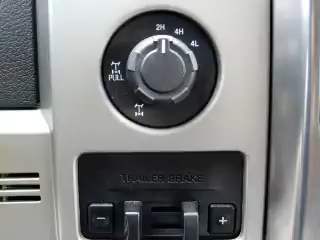 2H
4H
4L
PULL
TRAILER BRAKE
- +